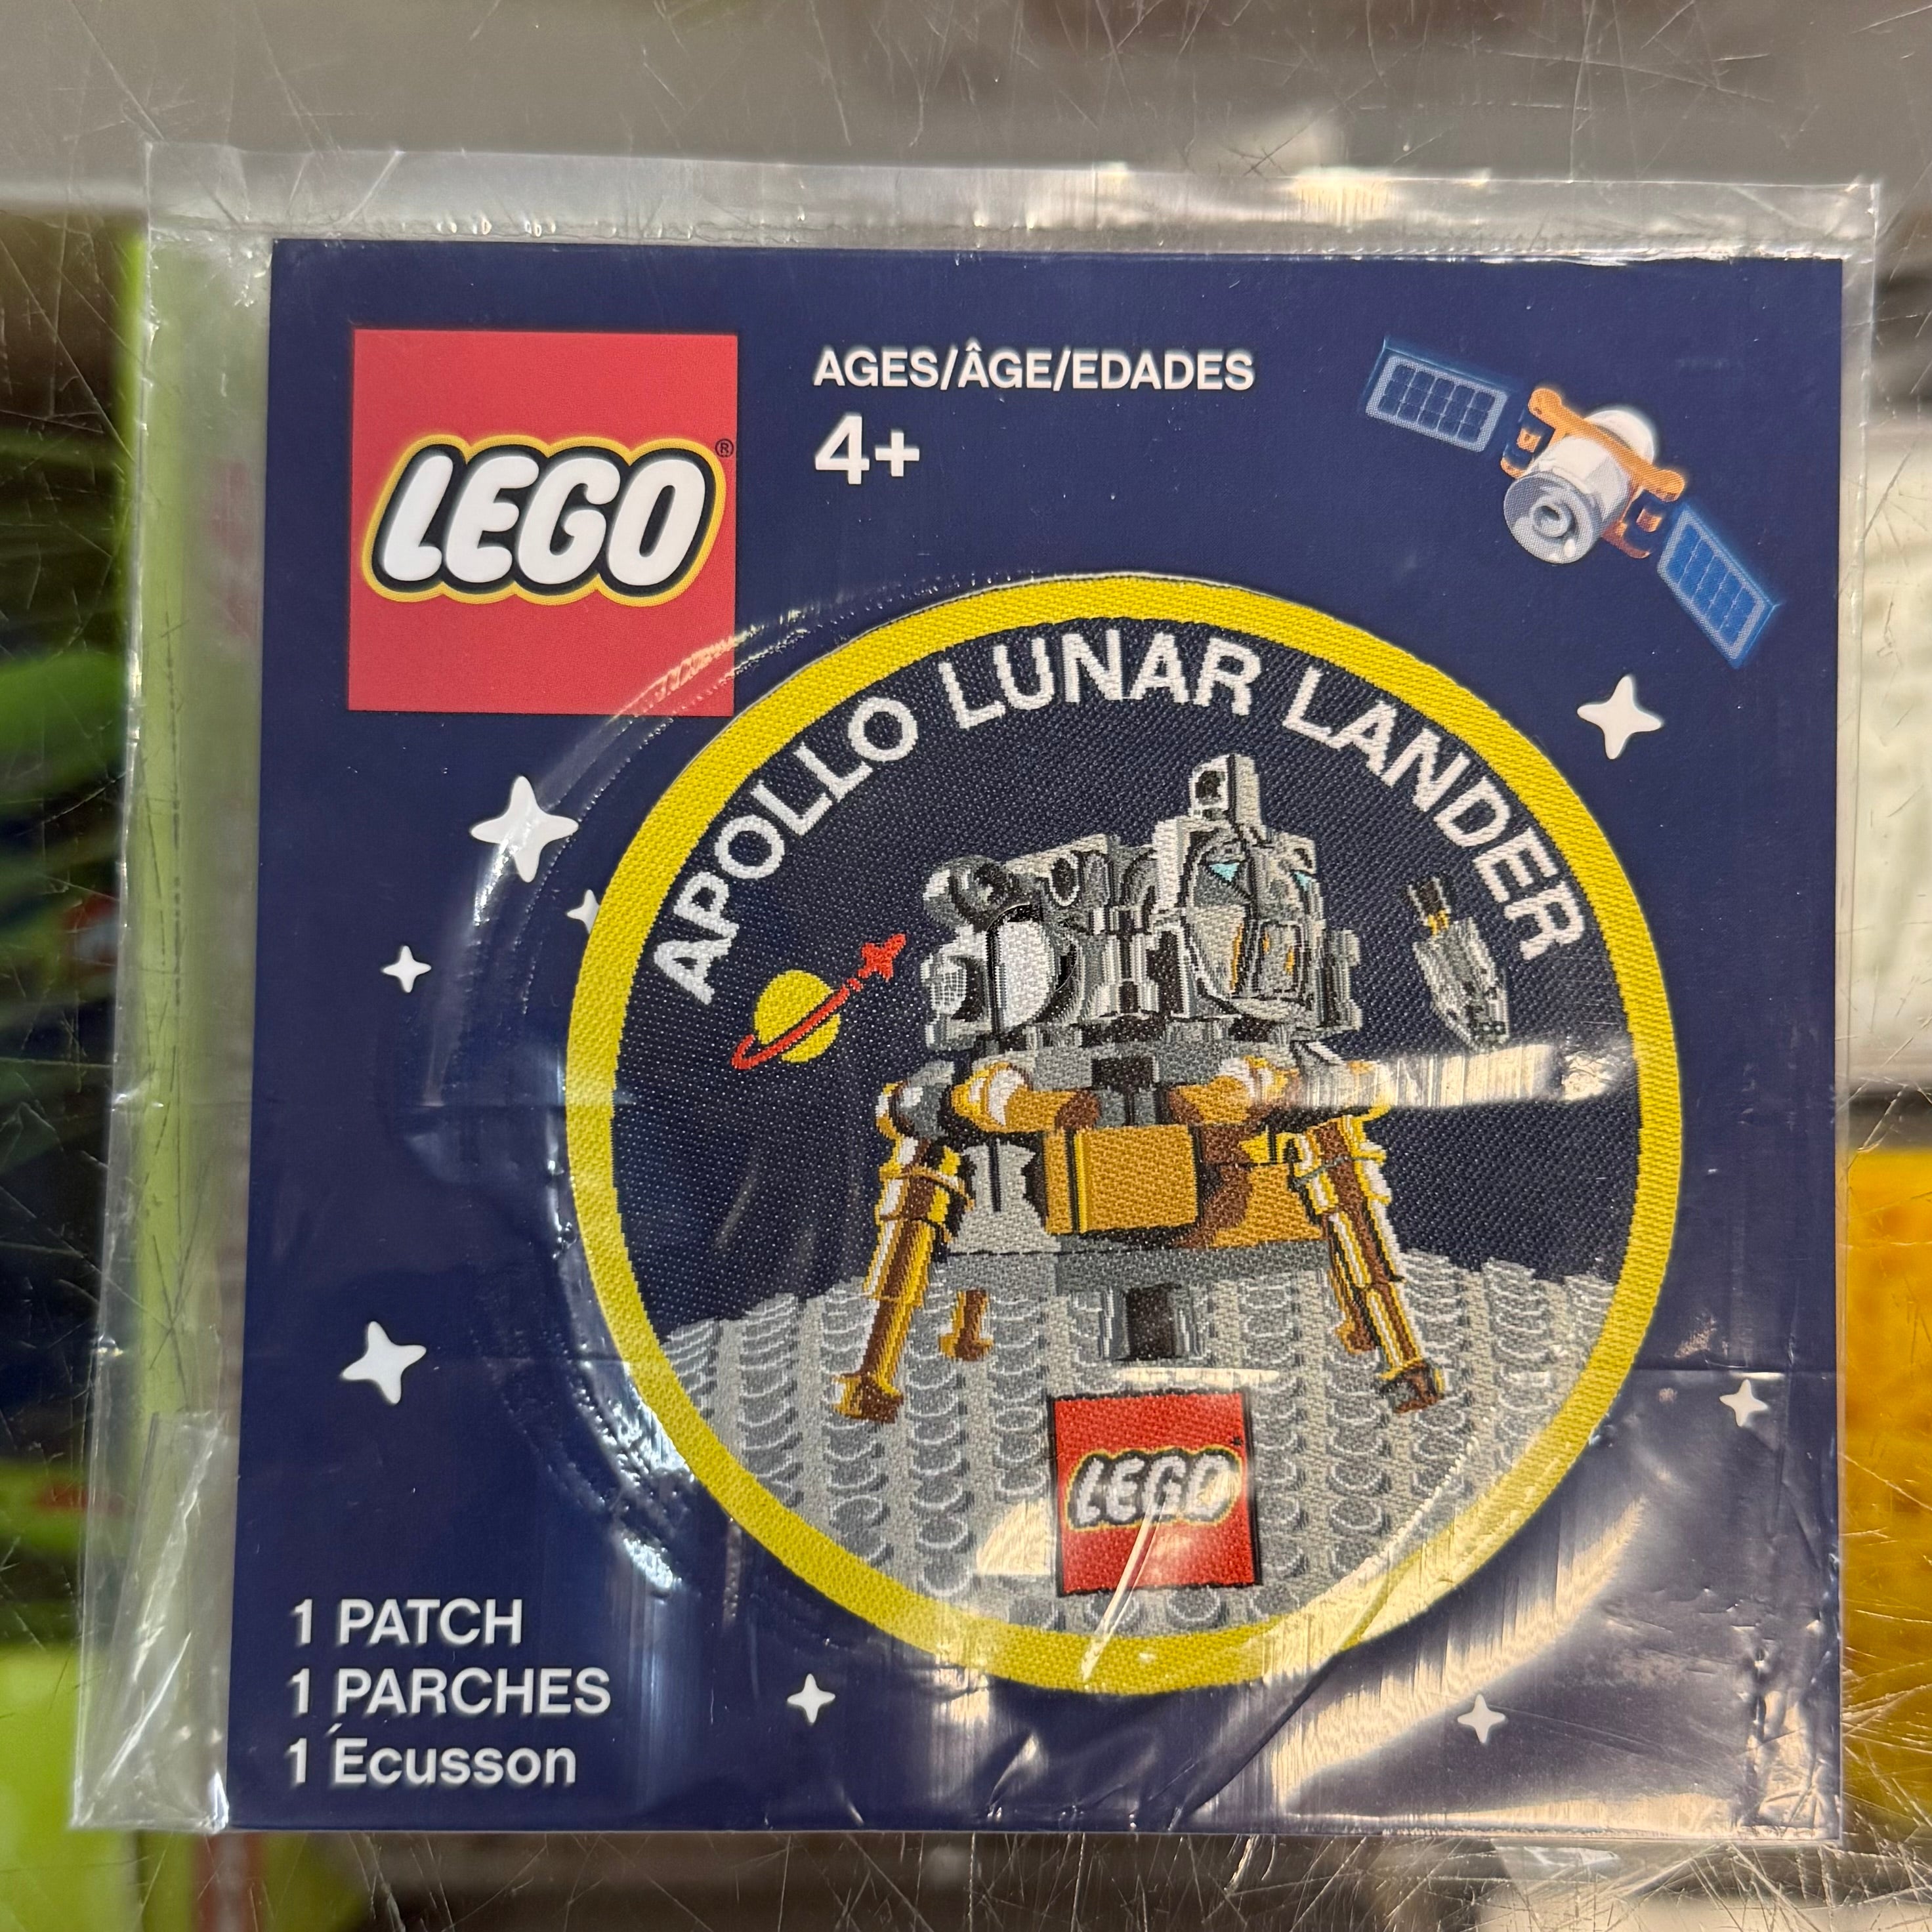 LEGO®
AGES/ÂGE/EDADES
4+
APOLLO LUNAR LANDER
LEGO
1 PATCH
1 PARCHES
1 Écusson